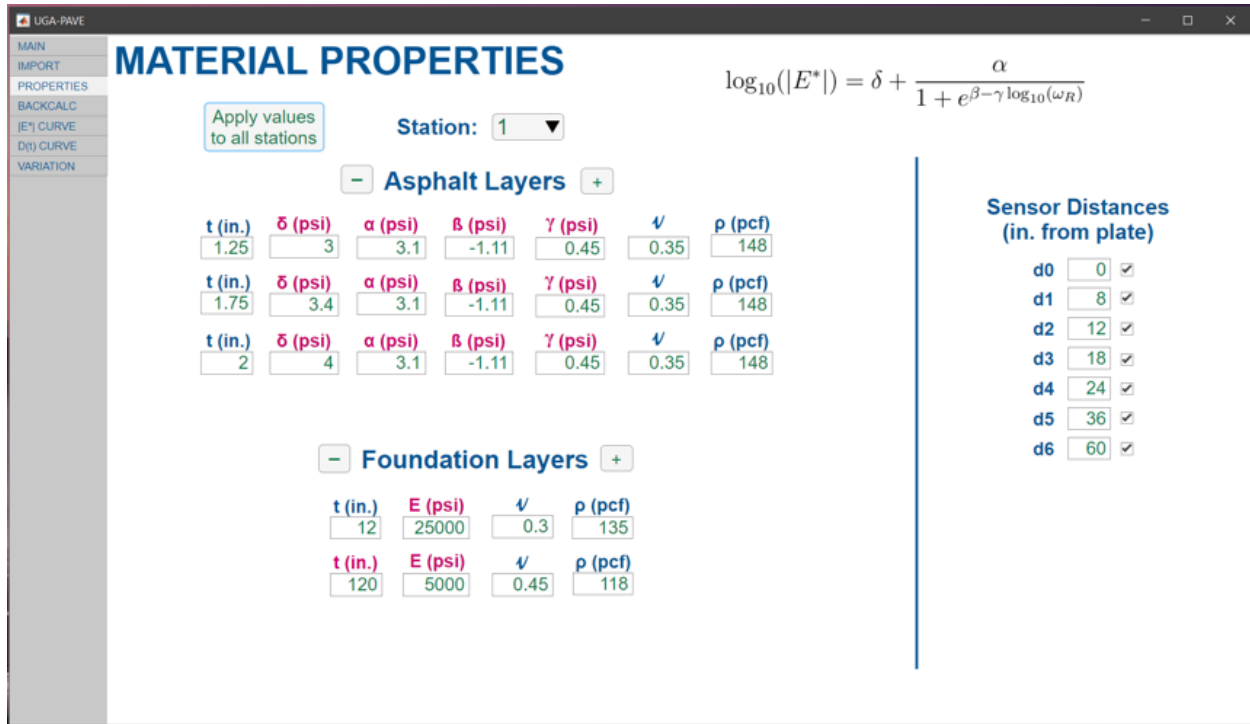 UGA-PAVE
MAIN
IMPORT
PROPERTIES
BACKCALC
|E*| CURVE
D(t) CURVE
VARIATION
MATERIAL PROPERTIES
log₁₀(|E*|) = δ + α / (1 + e^(β−γ log₁₀(ω_R)))
Apply values
to all stations
Station: 1
− Asphalt Layers +
t (in.) δ (psi) α (psi) ß (psi) γ (psi) ν ρ (pcf)
1.25 3 3.1 -1.11 0.45 0.35 148
t (in.) δ (psi) α (psi) ß (psi) γ (psi) ν ρ (pcf)
1.75 3.4 3.1 -1.11 0.45 0.35 148
t (in.) δ (psi) α (psi) ß (psi) γ (psi) ν ρ (pcf)
2 4 3.1 -1.11 0.45 0.35 148
− Foundation Layers +
t (in.) E (psi) ν ρ (pcf)
12 25000 0.3 135
t (in.) E (psi) ν ρ (pcf)
120 5000 0.45 118
Sensor Distances
(in. from plate)
d0 0
d1 8
d2 12
d3 18
d4 24
d5 36
d6 60